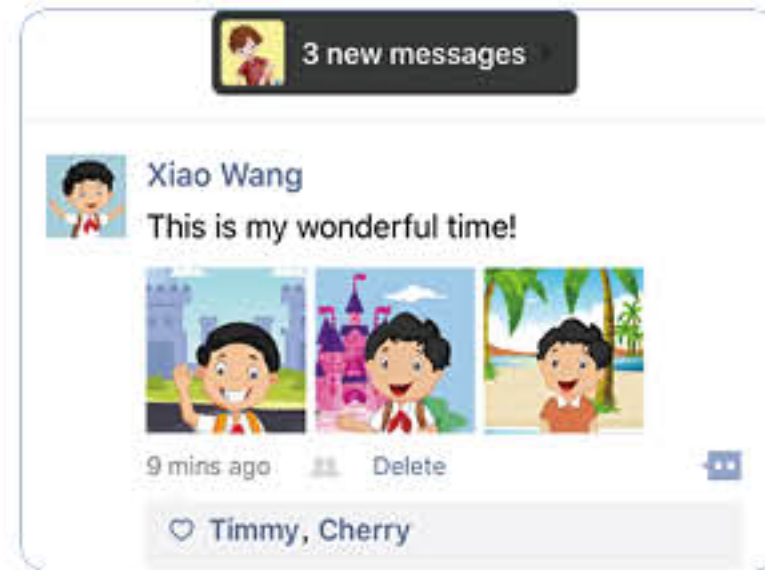 3 new messages
Xiao Wang
This is my wonderful time!
9 mins ago Delete
Timmy, Cherry